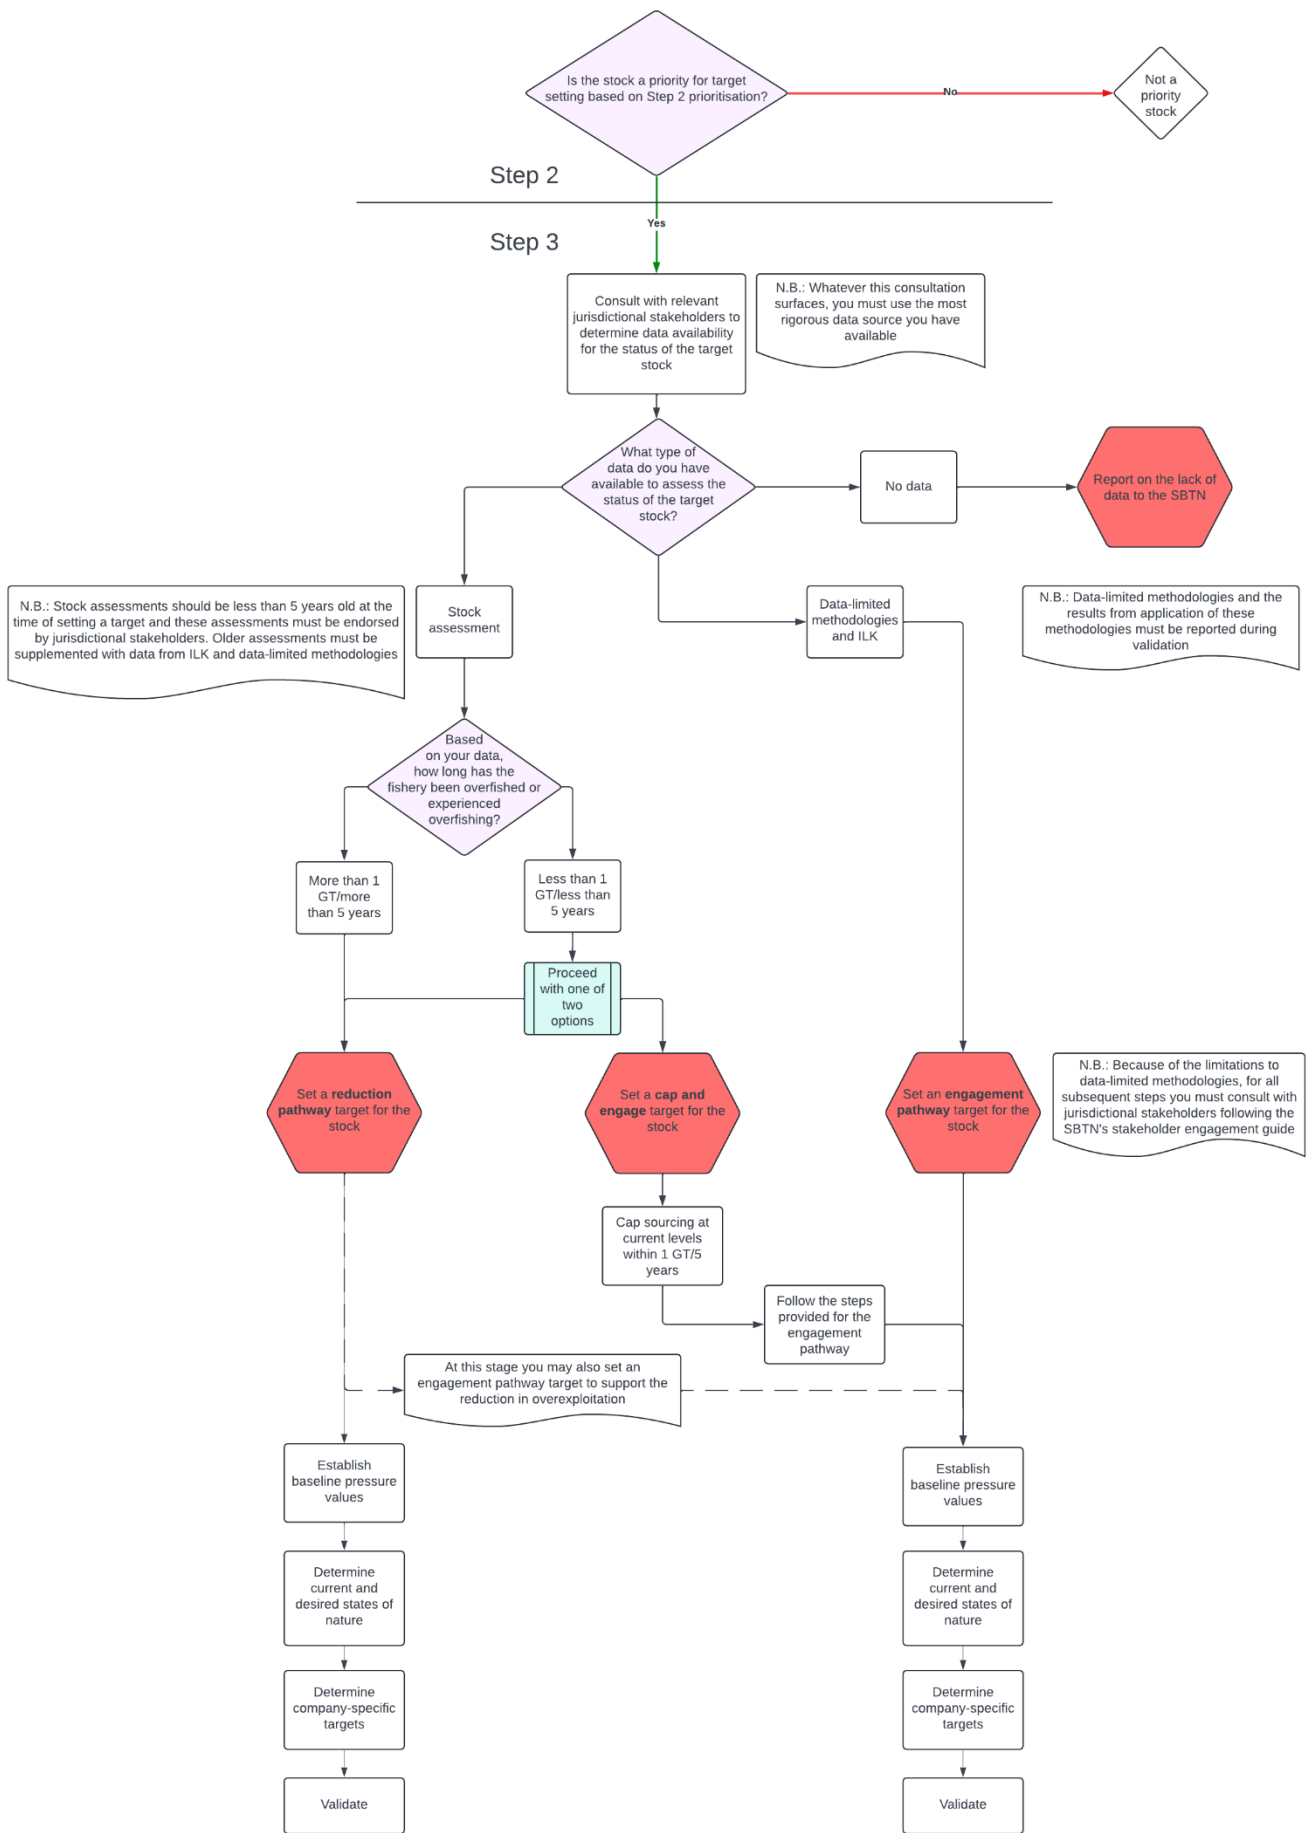 Is the stock a priority for target
setting based on Step 2 prioritisation?
No
Not a
priority
stock
Step 2
Yes
Step 3
Consult with relevant
jurisdictional stakeholders to
determine data availability
for the status of the target
stock
N.B.: Whatever this consultation
surfaces, you must use the most
rigorous data source you have
available
What type of
data do you have
available to assess the
status of the target
stock?
No data
Report on the lack of
data to the SBTN
N.B.: Stock assessments should be less than 5 years old at the
time of setting a target and these assessments must be endorsed
by jurisdictional stakeholders. Older assessments must be
supplemented with data from ILK and data-limited methodologies
Stock
assessment
Data-limited
methodologies
and ILK
N.B.: Data-limited methodologies and the
results from application of these
methodologies must be reported during
validation
Based
on your data,
how long has the
fishery been overfished or
experienced
overfishing?
More than 1
GT/more
than 5 years
Less than 1
GT/less than
5 years
Proceed
with one of
two
options
Set a reduction
pathway target for the
stock
Set a cap and
engage target for the
stock
Set an engagement
pathway target for the
stock
N.B.: Because of the limitations to
data-limited methodologies, for all
subsequent steps you must consult with
jurisdictional stakeholders following the
SBTN's stakeholder engagement guide
Cap sourcing at
current levels
within 1 GT/5
years
Follow the steps
provided for the
engagement
pathway
At this stage you may also set an
engagement pathway target to support the
reduction in overexploitation
Establish
baseline pressure
values
Establish
baseline pressure
values
Determine
current and
desired states of
nature
Determine
current and
desired states of
nature
Determine
company-specific
targets
Determine
company-specific
targets
Validate
Validate